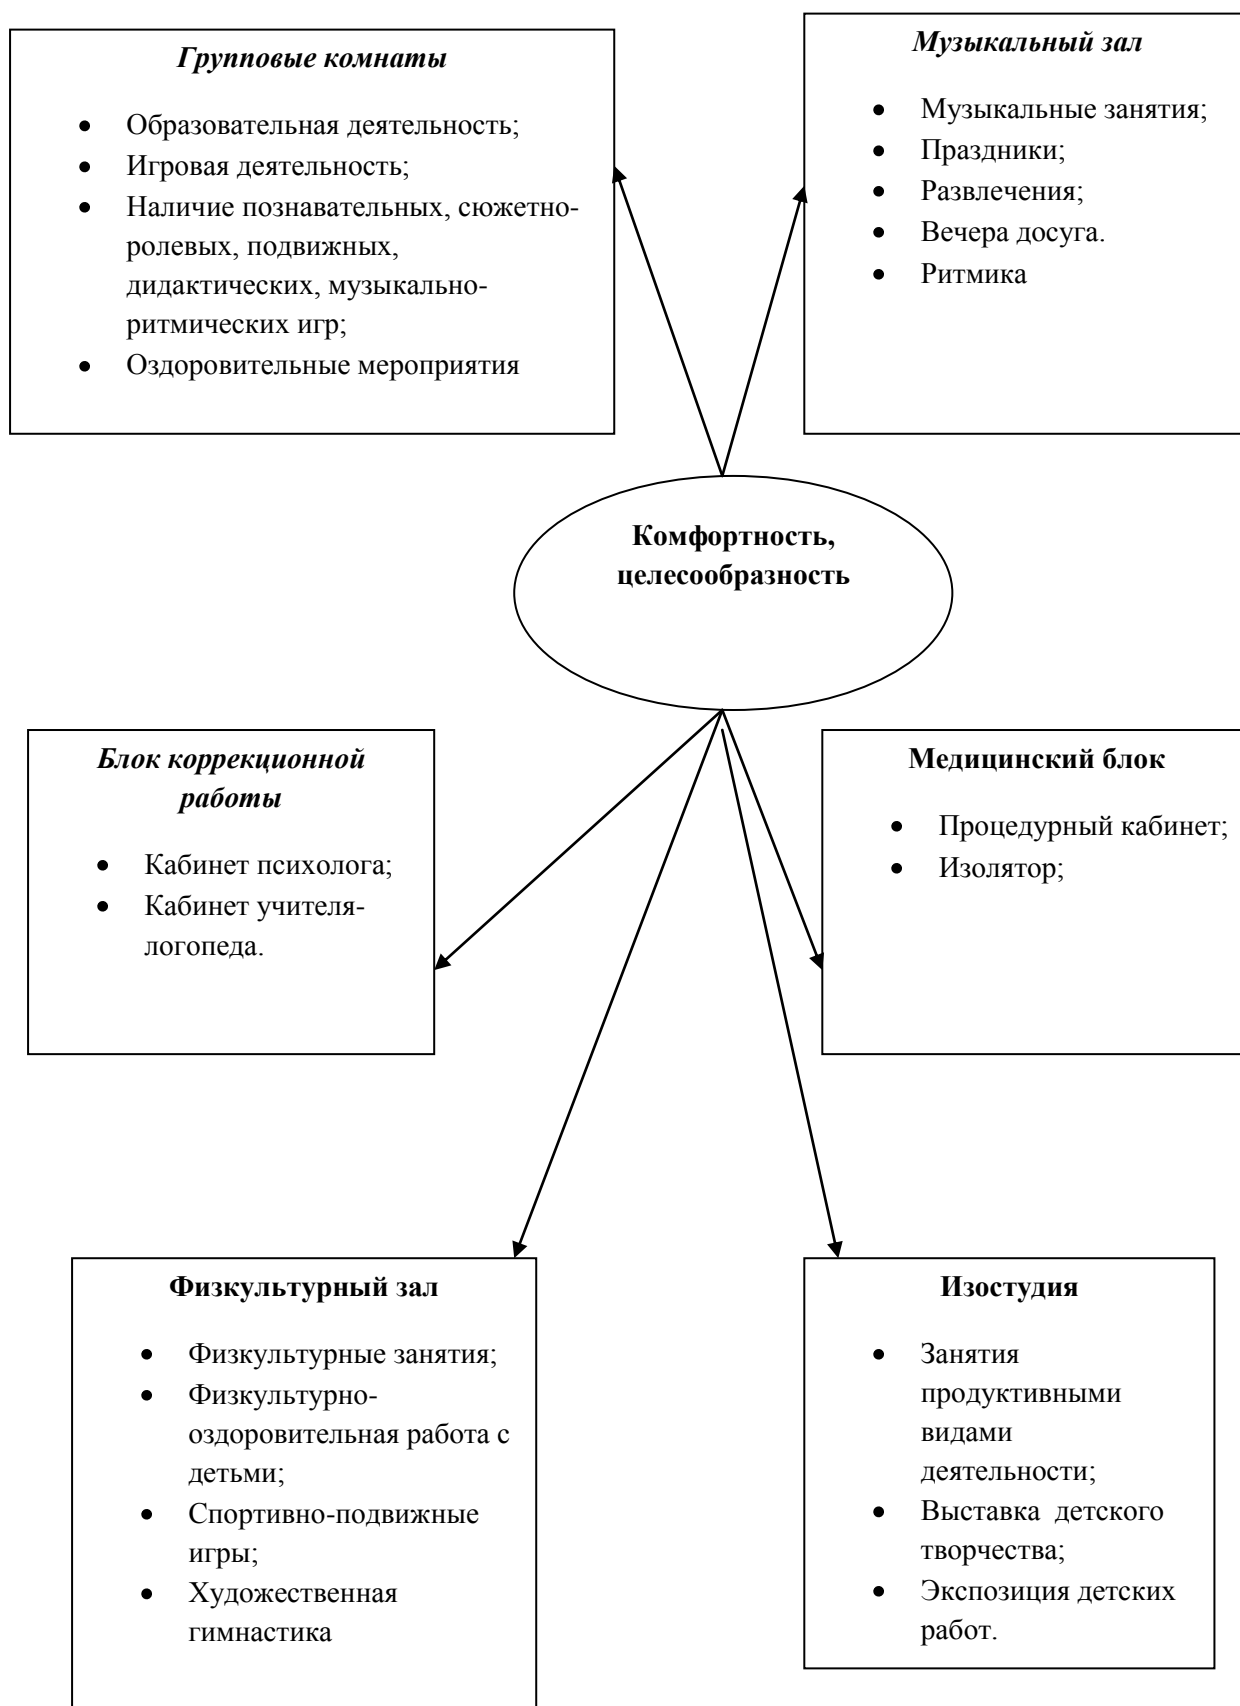 Групповые комнаты
• Образовательная деятельность;
• Игровая деятельность;
• Наличие познавательных, сюжетно-
ролевых, подвижных,
дидактических, музыкально-
ритмических игр;
• Оздоровительные мероприятия
Музыкальный зал
• Музыкальные занятия;
• Праздники;
• Развлечения;
• Вечера досуга.
• Ритмика
Комфортность,
целесообразность
Блок коррекционной
работы
• Кабинет психолога;
• Кабинет учителя-
логопеда.
Медицинский блок
• Процедурный кабинет;
• Изолятор;
Физкультурный зал
• Физкультурные занятия;
• Физкультурно-
оздоровительная работа с
детьми;
• Спортивно-подвижные
игры;
• Художественная
гимнастика
Изостудия
• Занятия
продуктивными
видами
деятельности;
• Выставка  детского
творчества;
• Экспозиция детских
работ.